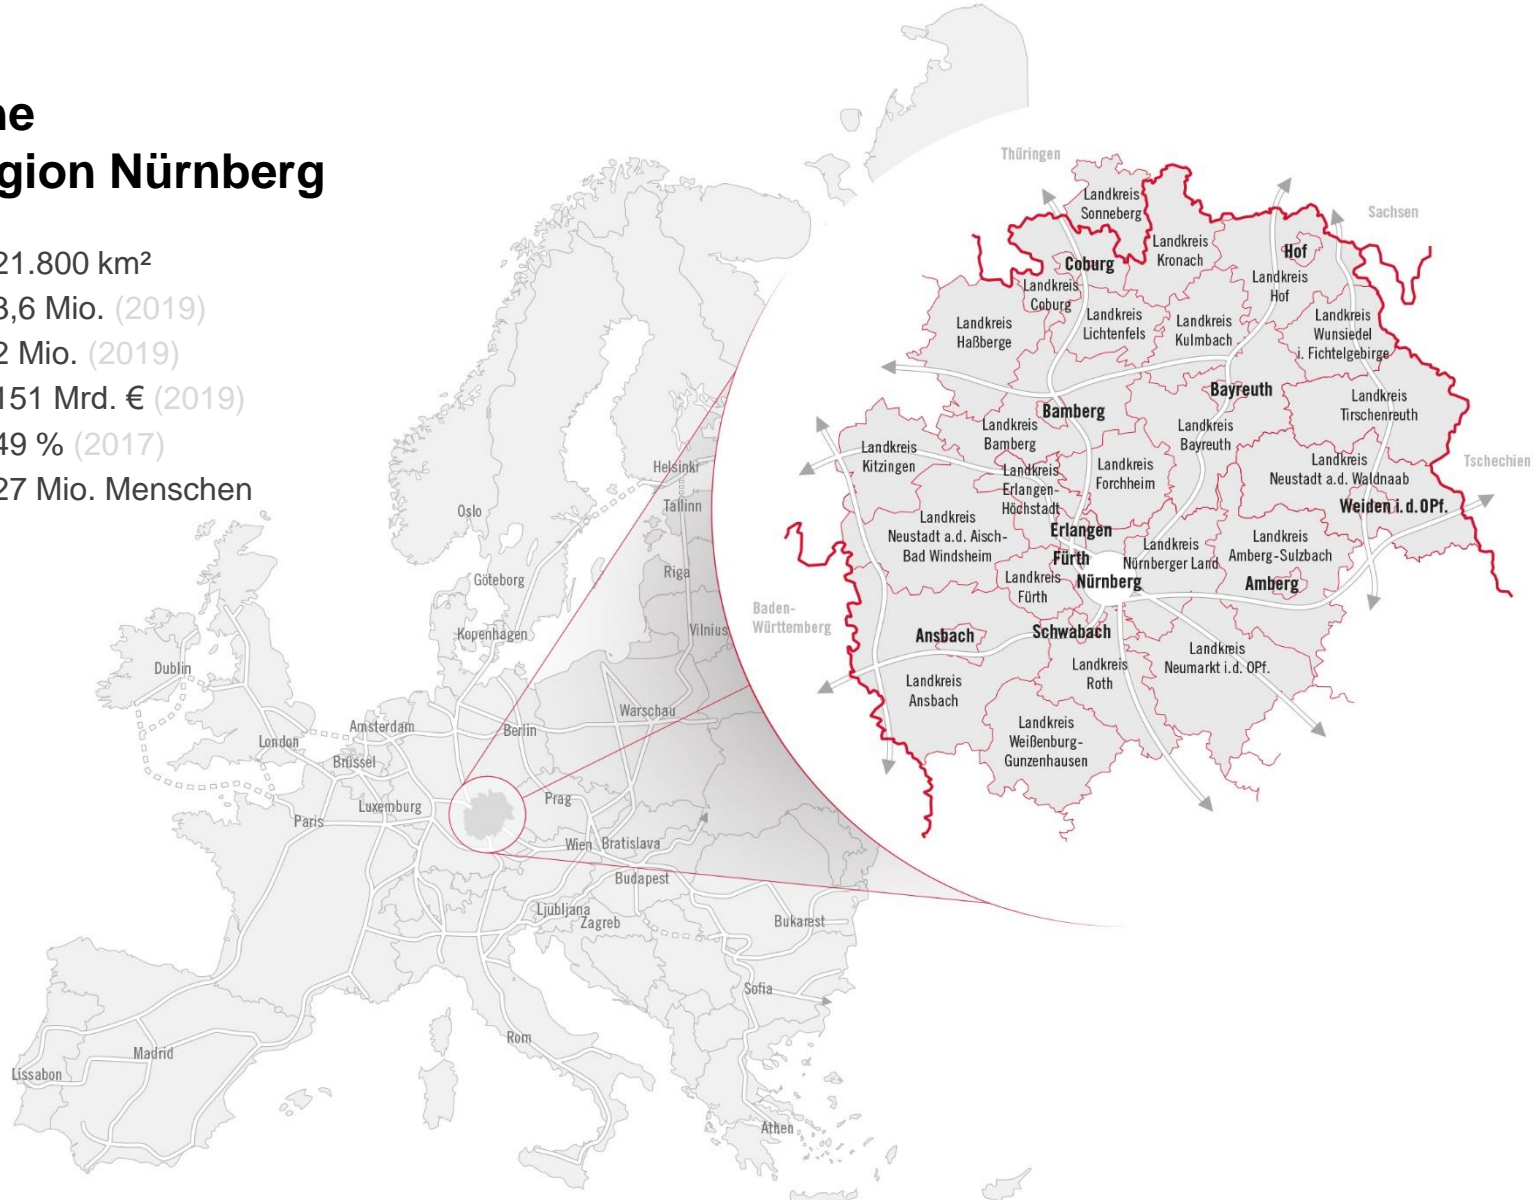 ne
gion Nürnberg
21.800 km²
3,6 Mio. (2019)
2 Mio. (2019)
151 Mrd. € (2019)
49 % (2017)
27 Mio. Menschen
Thüringen
Sachsen
Tschechien
Baden-
Württemberg
Landkreis
Sonneberg
Landkreis
Kronach
Coburg
Landkreis
Coburg
Hof
Landkreis
Hof
Landkreis
Haßberge
Landkreis
Lichtenfels
Landkreis
Kulmbach
Landkreis
Wunsiedel
i. Fichtelgebirge
Bamberg
Bayreuth
Landkreis
Tirschenreuth
Landkreis
Kitzingen
Landkreis
Bamberg
Landkreis
Bayreuth
Landkreis
Erlangen-
Höchstadt
Landkreis
Forchheim
Landkreis
Neustadt a.d. Waldnaab
Weiden i.d.OPf.
Landkreis
Neustadt a.d. Aisch-
Bad Windsheim
Erlangen
Fürth
Nürnberg
Landkreis
Nürnberger Land
Landkreis
Amberg-Sulzbach
Amberg
Landkreis
Fürth
Ansbach
Schwabach
Landkreis
Ansbach
Landkreis
Roth
Landkreis
Neumarkt i.d. OPf.
Landkreis
Weißenburg-
Gunzenhausen
Helsinki
Tallinn
Oslo
Göteborg
Riga
Kopenhagen
Vilnius
Dublin
Warschau
Amsterdam
Berlin
London
Brüssel
Luxemburg
Prag
Paris
Wien
Bratislava
Budapest
Ljubljana
Zagreb
Bukarest
Sofia
Rom
Madrid
Lissabon
Athen